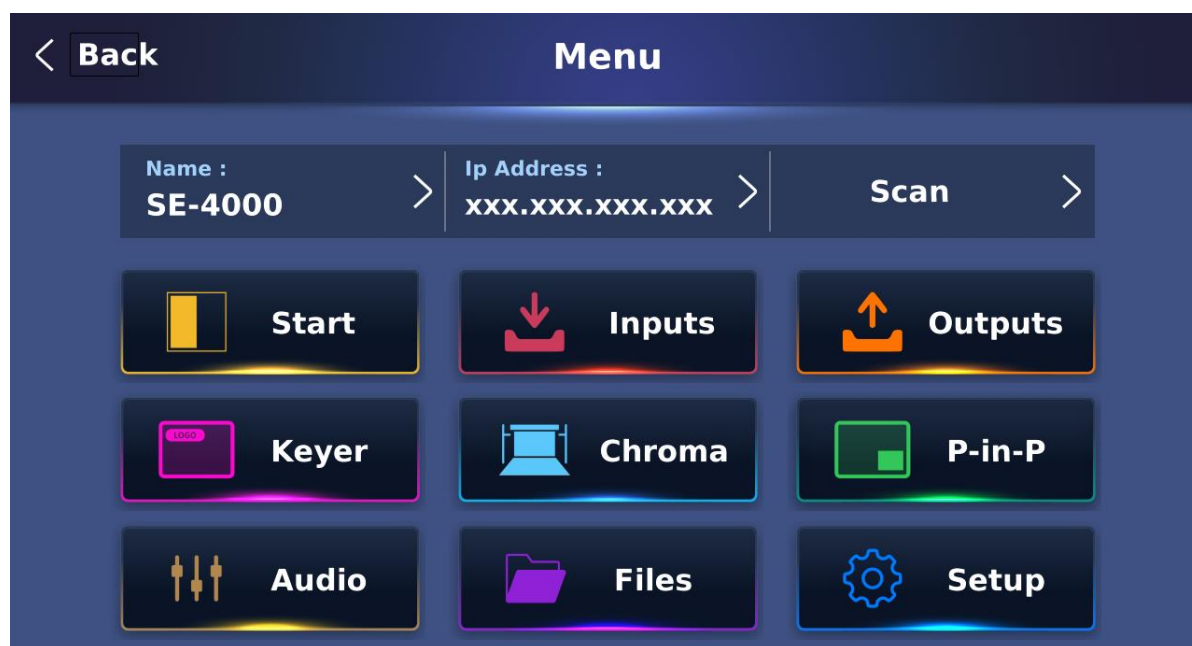 Back
Menu
Name :
SE-4000
Ip Address :
xxx.xxx.xxx.xxx
Scan
Start
Inputs
Outputs
LOGO
Keyer
Chroma
P-in-P
Audio
Files
Setup